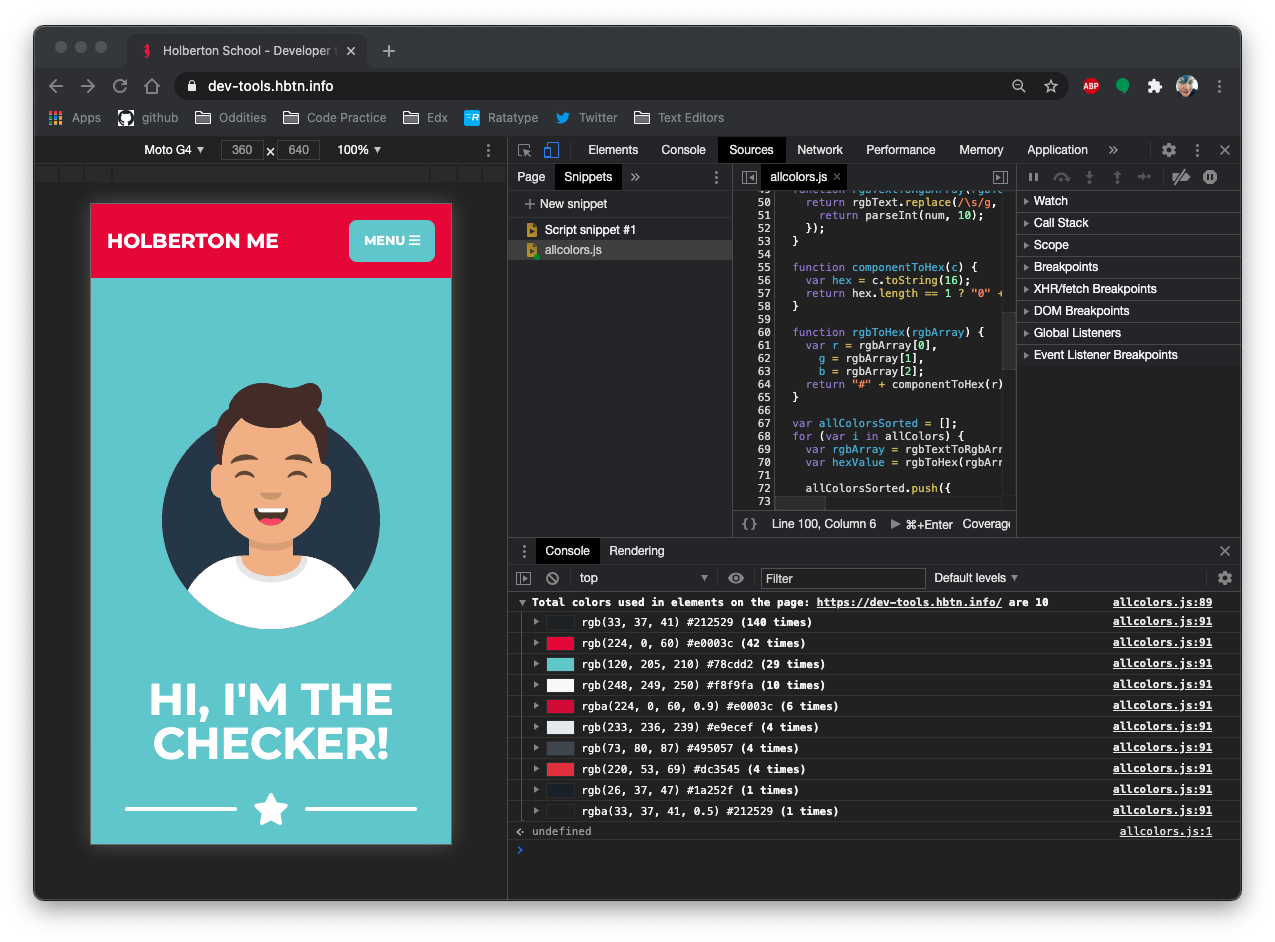 Holberton School - Developer t
dev-tools.hbtn.info
ABP
Apps github Oddities Code Practice Edx Ratatype Twitter Text Editors
Moto G4 360 x 640 100%
HOLBERTON ME
MENU
HI, I'M THE
CHECKER!
Elements Console Sources Network Performance Memory Application »
Page Snippets »
+ New snippet
Script snippet #1
allcolors.js
allcolors.js ×
50 return rgbText.replace(/\s/g,
51 return parseInt(num, 10);
52 });
53 }
54
55 function componentToHex(c) {
56 var hex = c.toString(16);
57 return hex.length == 1 ? "0" +
58 }
59
60 function rgbToHex(rgbArray) {
61 var r = rgbArray[0],
62 g = rgbArray[1],
63 b = rgbArray[2];
64 return "#" + componentToHex(r)
65 }
66
67 var allColorsSorted = [];
68 for (var i in allColors) {
69 var rgbArray = rgbTextToRgbArr
70 var hexValue = rgbToHex(rgbArr
71
72 allColorsSorted.push({
73
{} Line 100, Column 6 ⌘+Enter Coverag
Watch
Call Stack
Scope
Breakpoints
XHR/fetch Breakpoints
DOM Breakpoints
Global Listeners
Event Listener Breakpoints
Console Rendering
top Filter Default levels
Total colors used in elements on the page: https://dev-tools.hbtn.info/ are 10 allcolors.js:89
rgb(33, 37, 41) #212529 (140 times) allcolors.js:91
rgb(224, 0, 60) #e0003c (42 times) allcolors.js:91
rgb(120, 205, 210) #78cdd2 (29 times) allcolors.js:91
rgb(248, 249, 250) #f8f9fa (10 times) allcolors.js:91
rgba(224, 0, 60, 0.9) #e0003c (6 times) allcolors.js:91
rgb(233, 236, 239) #e9ecef (4 times) allcolors.js:91
rgb(73, 80, 87) #495057 (4 times) allcolors.js:91
rgb(220, 53, 69) #dc3545 (4 times) allcolors.js:91
rgb(26, 37, 47) #1a252f (1 times) allcolors.js:91
rgba(33, 37, 41, 0.5) #212529 (1 times) allcolors.js:91
undefined allcolors.js:1